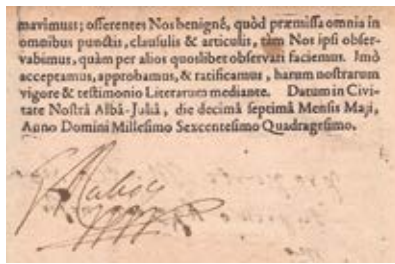 mavimus; offerentes Nos benignè, quòd præmissa omnia in
omnibus punctis, clausulis & articulis, tàm Nos ipsi obser-
vabimus, quàm per alios quoslibet observari faciemus. Imò
acceptamus, approbamus, & ratificamus, harum nostrarum
vigore & testimonio Literarum mediante. Datum in Civi-
tate Nostrâ Albâ-Juliâ, die decimâ septimâ Mensis Maji,
Anno Domini Millesimo Sexcentesimo Quadragesimo.